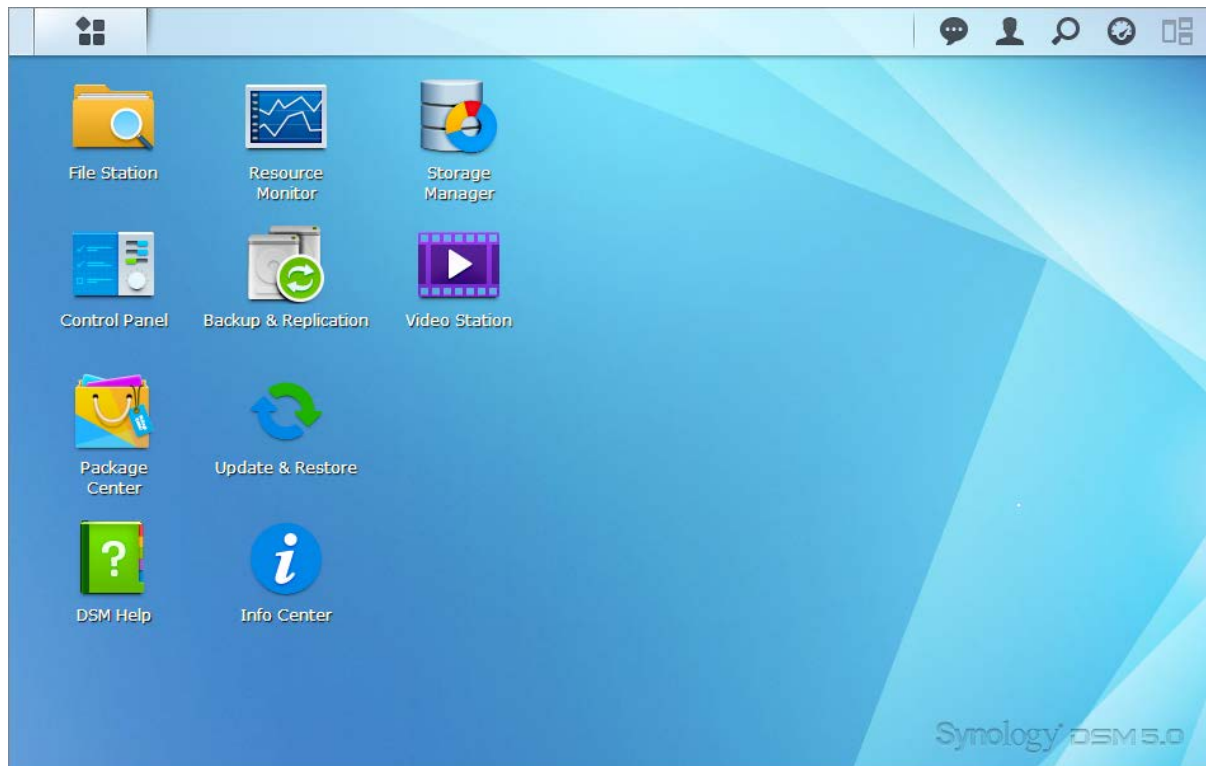 File Station
Resource
Monitor
Storage
Manager
Control Panel
Backup & Replication
Video Station
Package
Center
Update & Restore
DSM Help
Info Center
Synology DSM 5.0